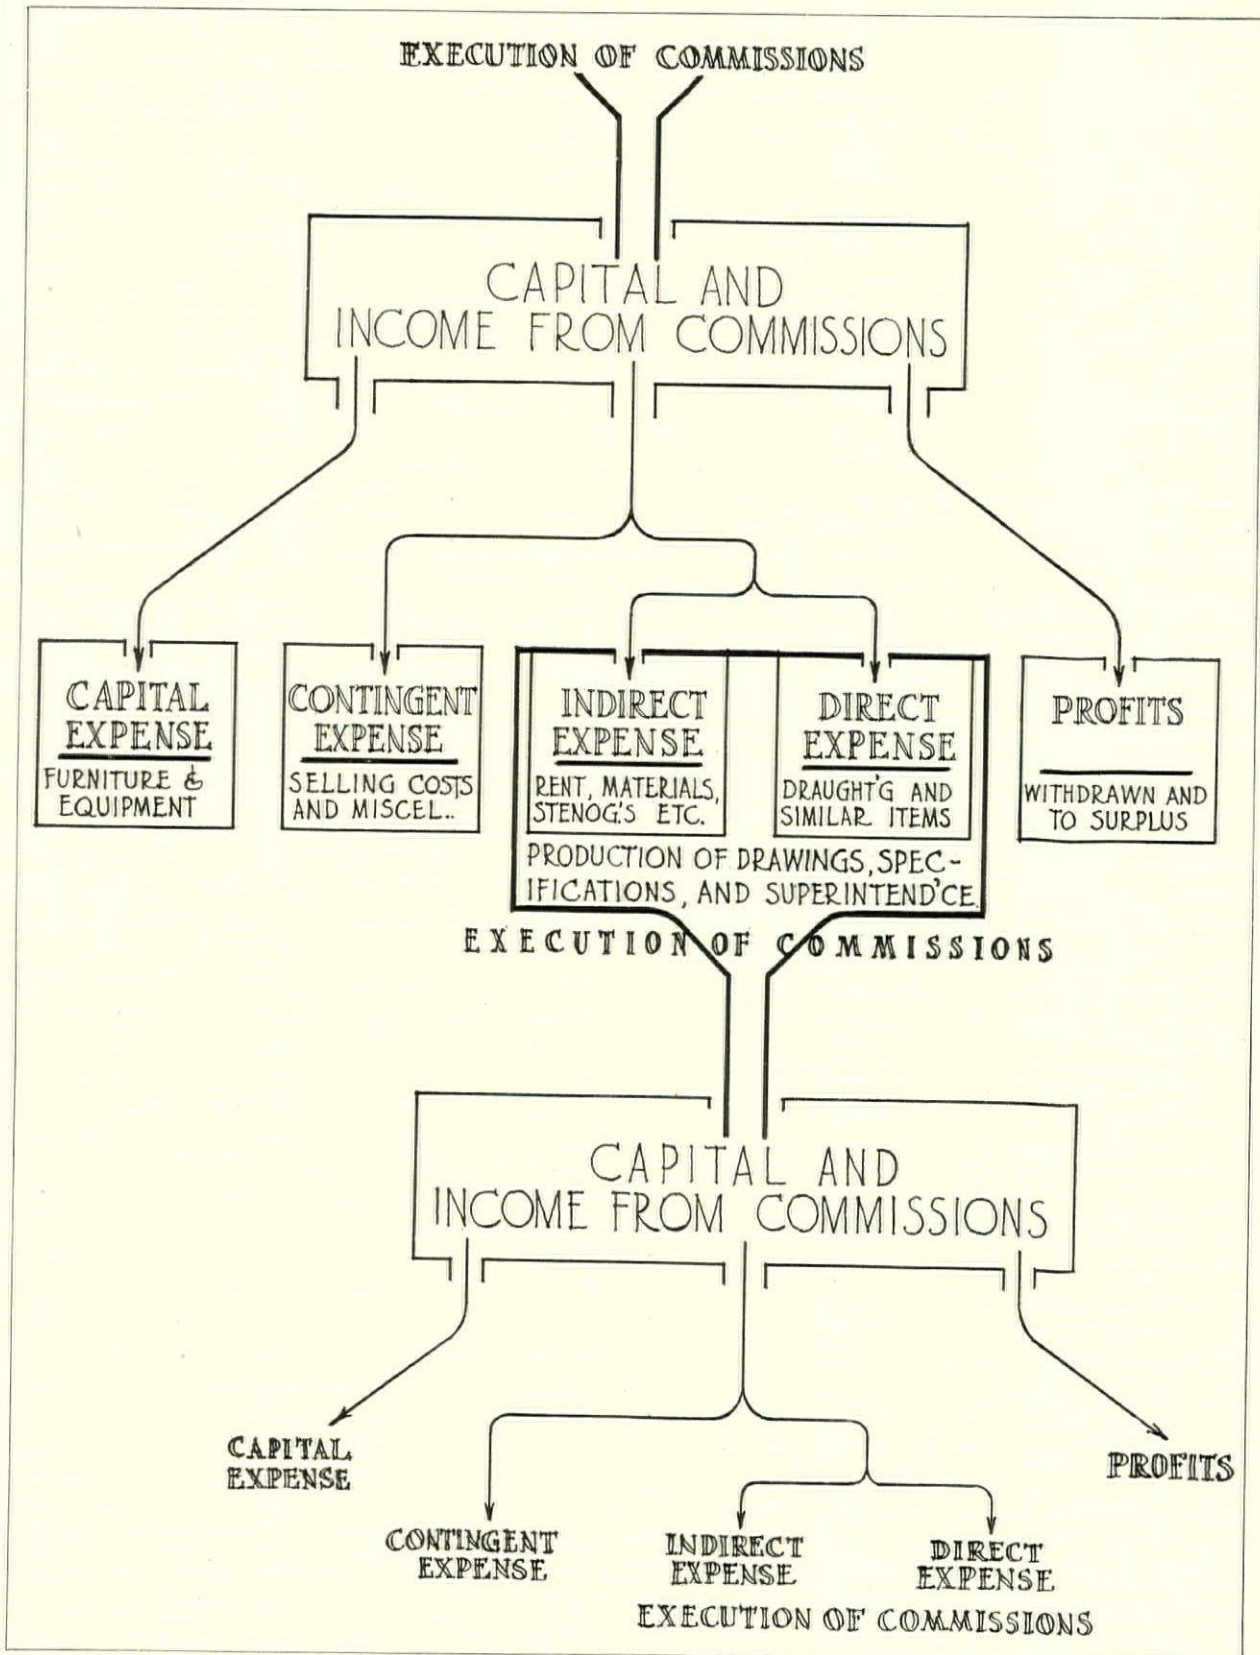 EXECUTION OF COMMISSIONS
CAPITAL AND
INCOME FROM COMMISSIONS
CAPITAL
EXPENSE
FURNITURE &
EQUIPMENT
CONTINGENT
EXPENSE
SELLING COSTS
AND MISCEL..
INDIRECT
EXPENSE
RENT, MATERIALS,
STENOG'S ETC.
DIRECT
EXPENSE
DRAUGHT'G AND
SIMILAR ITEMS
PROFITS
WITHDRAWN AND
TO SURPLUS
PRODUCTION OF DRAWINGS, SPEC-
IFICATIONS, AND SUPERINTEND'CE.
EXECUTION OF COMMISSIONS
CAPITAL AND
INCOME FROM COMMISSIONS
CAPITAL
EXPENSE
PROFITS
CONTINGENT
EXPENSE
INDIRECT
EXPENSE
DIRECT
EXPENSE
EXECUTION OF COMMISSIONS